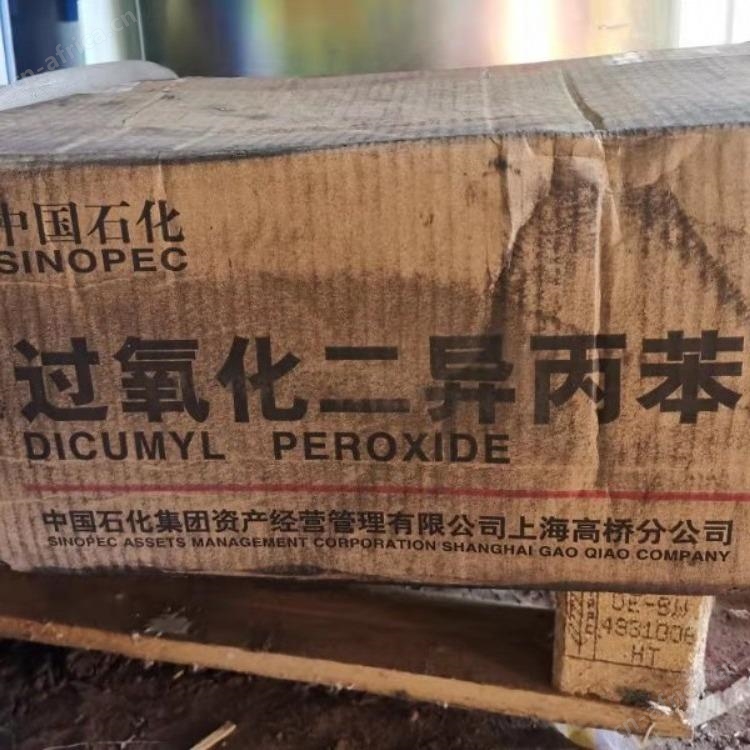 中国石化
SINOPEC
过氧化二异丙苯
DICUMYL PEROXIDE
中国石化集团资产经营管理有限公司上海高桥分公司
SINOPEC ASSETS MANAGEMENT CORPORATION SHANGHAI GAO QIAO COMPANY
HT